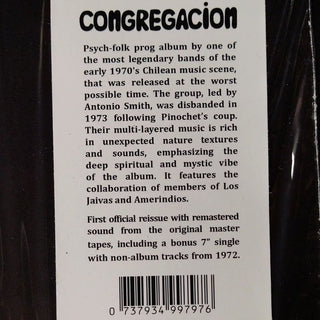 CONGREGACION
Psych-folk prog album by one of
the most legendary bands of the
early 1970's Chilean music scene,
that was released at the worst
possible time. The group, led by
Antonio Smith, was disbanded in
1973 following Pinochet's coup.
Their multi-layered music is rich
in unexpected nature textures
and sounds, emphasizing the
deep spiritual and mystic vibe
of the album. It features the
collaboration of members of Los
Jaivas and Amerindios.
First official reissue with remastered
sound from the original master
tapes, including a bonus 7" single
with non-album tracks from 1972.
0 737934 997976